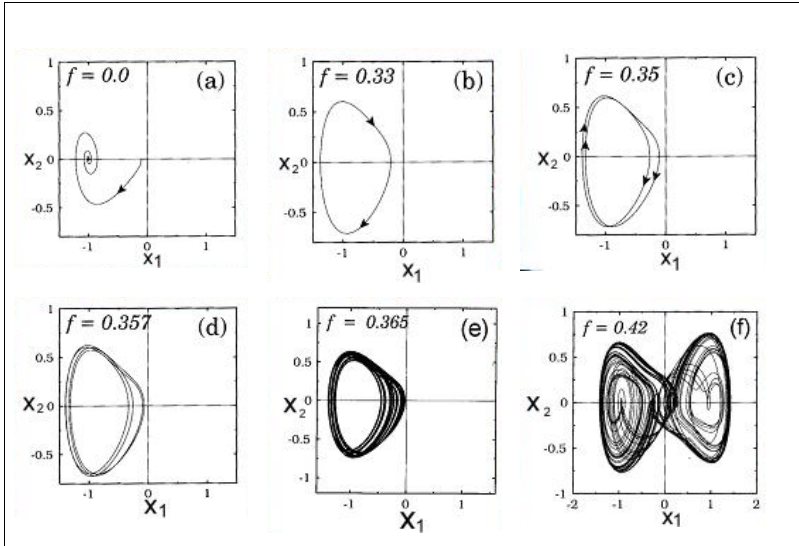 f = 0.0 (a)
1
0.5
x2 0
-0.5
-1 0 1
x1
f = 0.33 (b)
1
0.5
x2 0
-0.5
-1 0 1
x1
f = 0.35 (c)
1
0.5
x2 0
-0.5
-1 0 1
x1
f = 0.357 (d)
1
0.5
x2 0
-0.5
-1 0 1
x1
f = 0.365 (e)
1
0.5
x2 0
-0.5
-1
-1 0 1
x1
f = 0.42 (f)
1
0.5
x2 0
-0.5
-1
-2 -1 0 1 2
x1